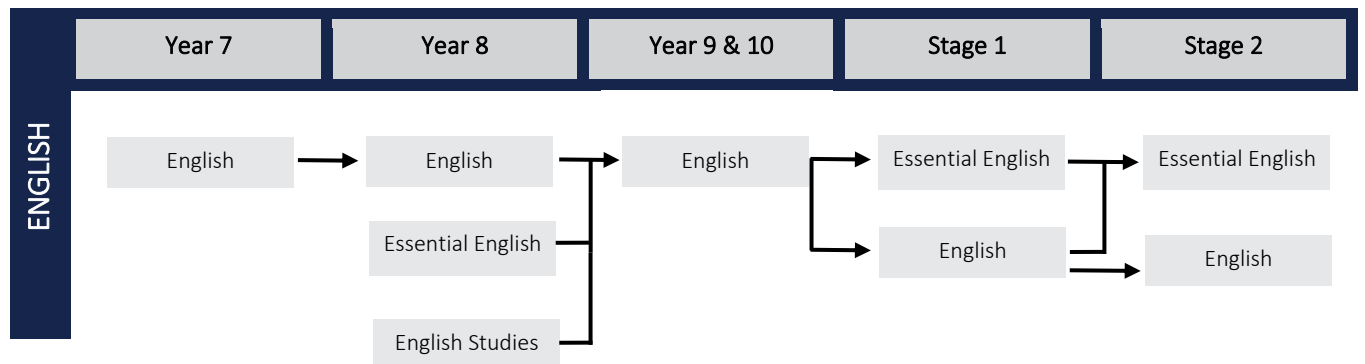 Year 7
Year 8
Year 9 & 10
Stage 1
Stage 2
ENGLISH
English
English
English
Essential English
Essential English
Essential English
English
English
English Studies